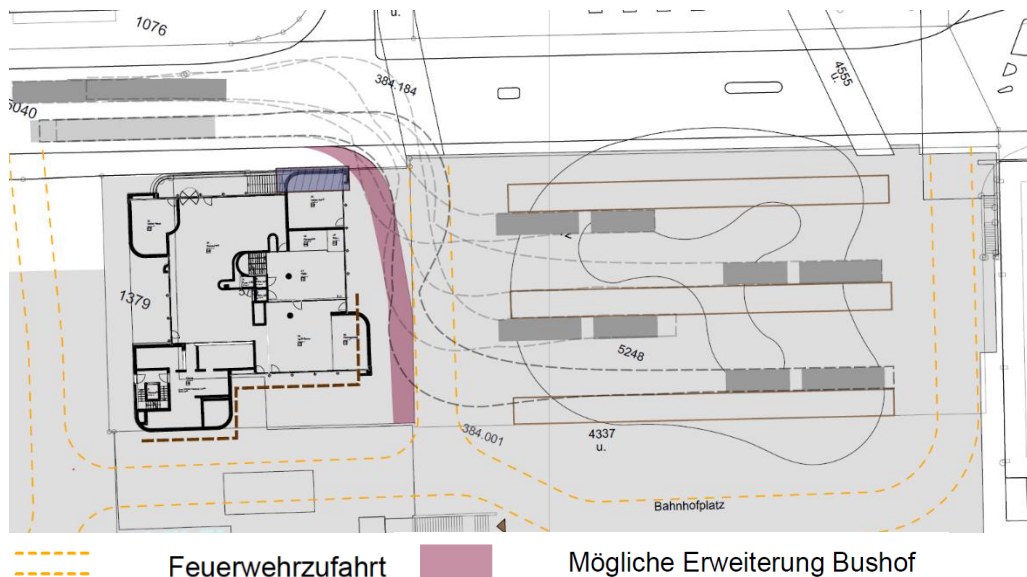 1076
u.
384.184
4555
u.
5040
1379
5248
384.001
4337
u.
Bahnhofplatz
Feuerwehrzufahrt
Mögliche Erweiterung Bushof